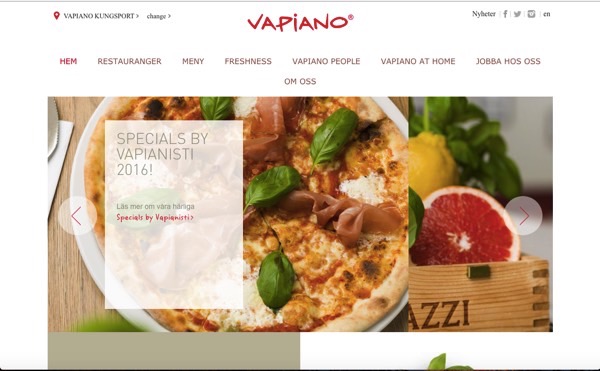 VAPIANO KUNGSPORT > change >
VAPIANO®
Nyheter | f | | | en
HEM RESTAURANGER MENY FRESHNESS VAPIANO PEOPLE VAPIANO AT HOME JOBBA HOS OSS
OM OSS
SPECIALS BY
VAPIANISTI
2016!
Läs mer om våra härliga
Specials by Vapianisti >
AZZI